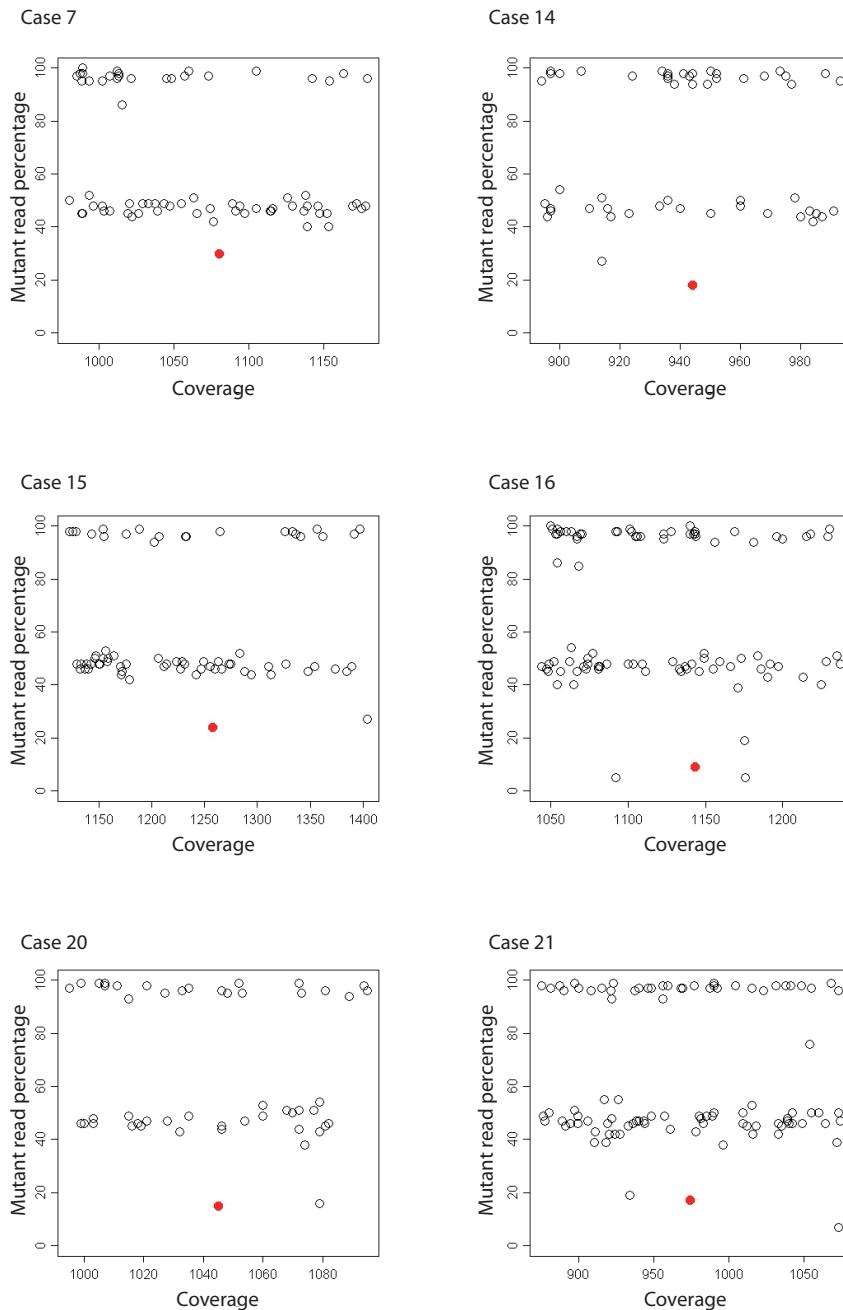 Case 7
Mutant read percentage
100
80
60
40
20
0
1000 1050 1100 1150
Coverage
Case 14
Mutant read percentage
100
80
60
40
20
0
900 920 940 960 980
Coverage
Case 15
Mutant read percentage
100
80
60
40
20
0
1150 1200 1250 1300 1350 1400
Coverage
Case 16
Mutant read percentage
100
80
60
40
20
0
1050 1100 1150 1200
Coverage
Case 20
Mutant read percentage
100
80
60
40
20
0
1000 1020 1040 1060 1080
Coverage
Case 21
Mutant read percentage
100
80
60
40
20
0
900 950 1000 1050
Coverage